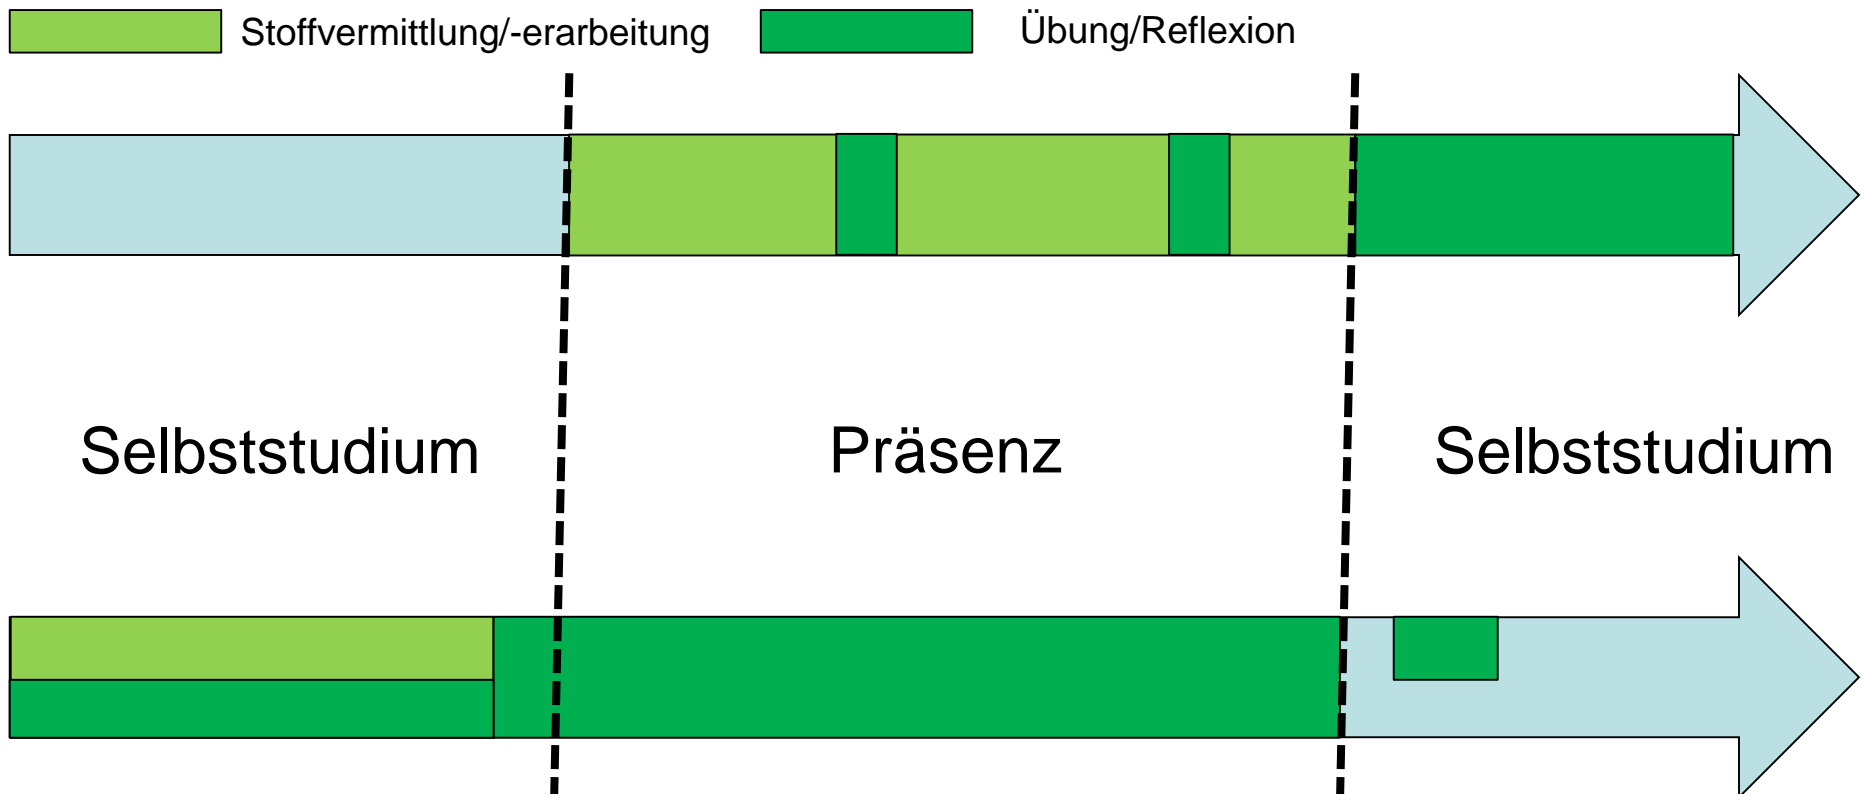 Stoffvermittlung/-erarbeitung
Übung/Reflexion
Selbststudium
Präsenz
Selbststudium